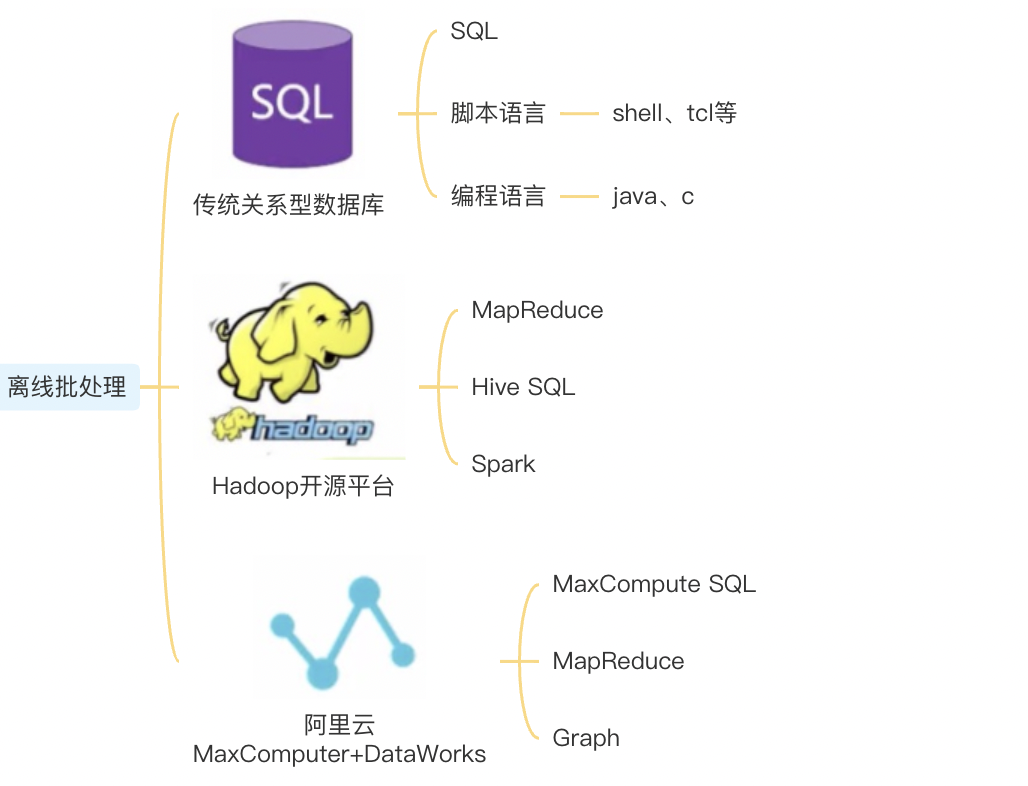 离线批处理
SQL
传统关系型数据库
SQL
脚本语言
shell、tcl等
编程语言
java、c
hadoop
Hadoop开源平台
MapReduce
Hive SQL
Spark
阿里云
MaxComputer+DataWorks
MaxCompute SQL
MapReduce
Graph